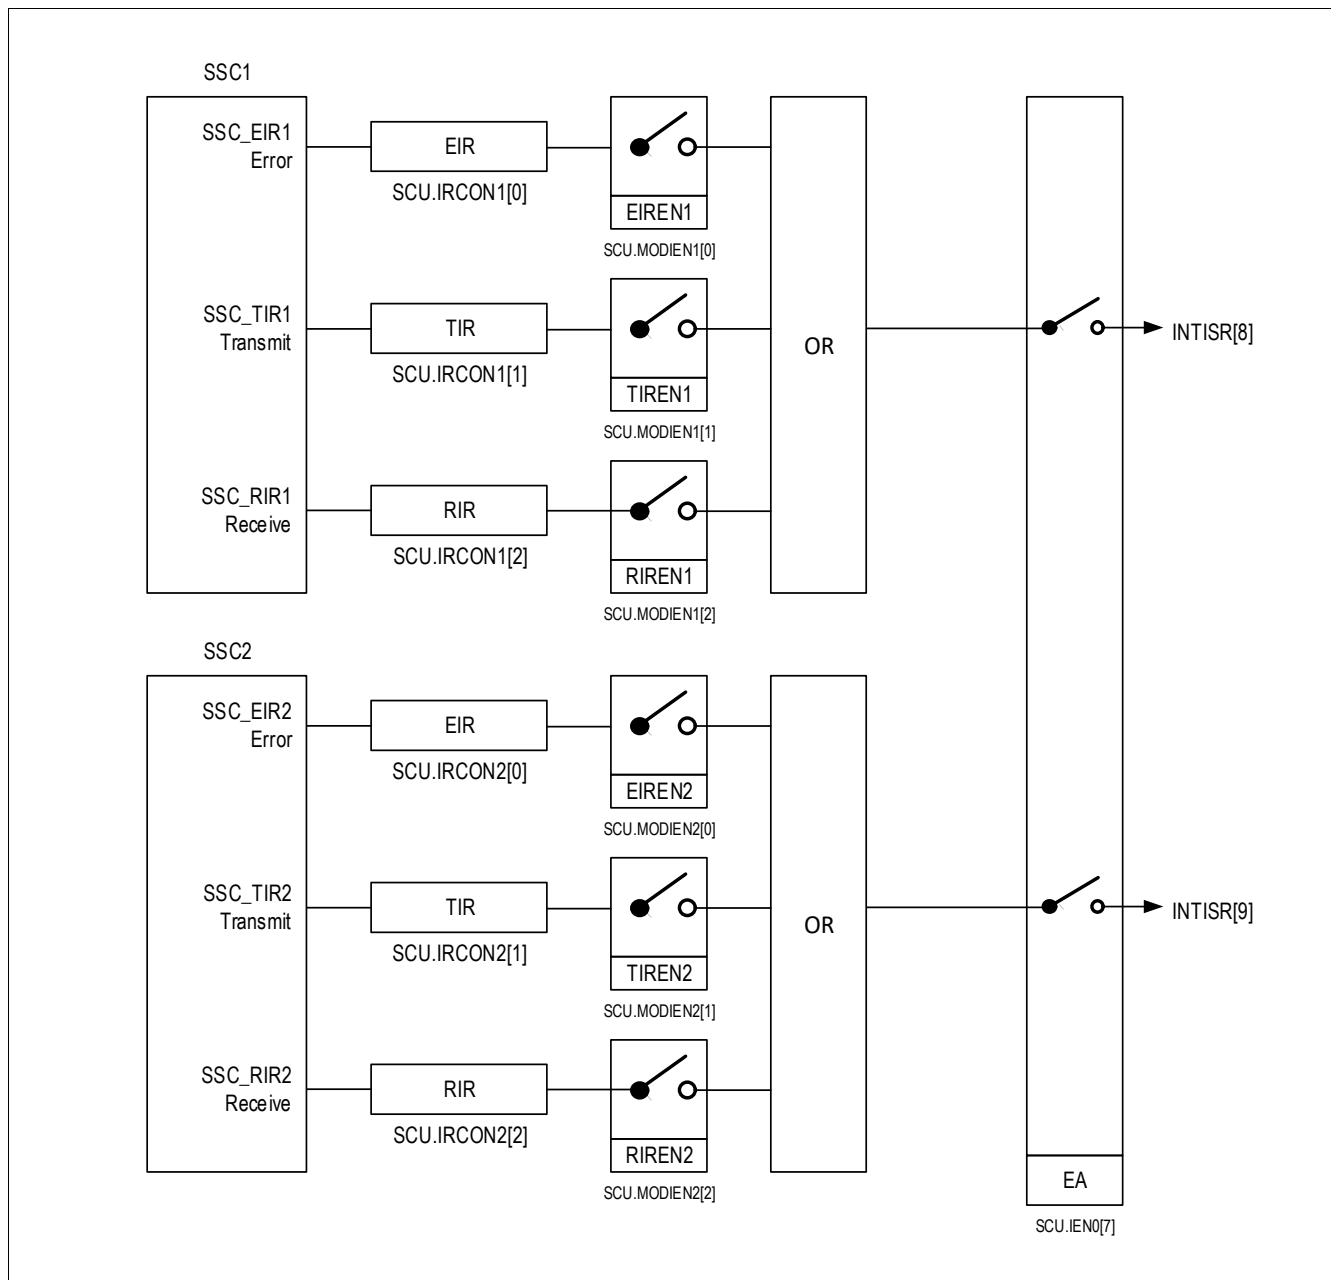 SSC1
SSC_EIR1
Error
EIR
SCU.IRCON1[0]
EIREN1
SCU.MODIEN1[0]
SSC_TIR1
Transmit
TIR
SCU.IRCON1[1]
TIREN1
SCU.MODIEN1[1]
OR
INTISR[8]
SSC_RIR1
Receive
RIR
SCU.IRCON1[2]
RIREN1
SCU.MODIEN1[2]
SSC2
SSC_EIR2
Error
EIR
SCU.IRCON2[0]
EIREN2
SCU.MODIEN2[0]
SSC_TIR2
Transmit
TIR
SCU.IRCON2[1]
TIREN2
SCU.MODIEN2[1]
OR
INTISR[9]
SSC_RIR2
Receive
RIR
SCU.IRCON2[2]
RIREN2
SCU.MODIEN2[2]
EA
SCU.IEN0[7]